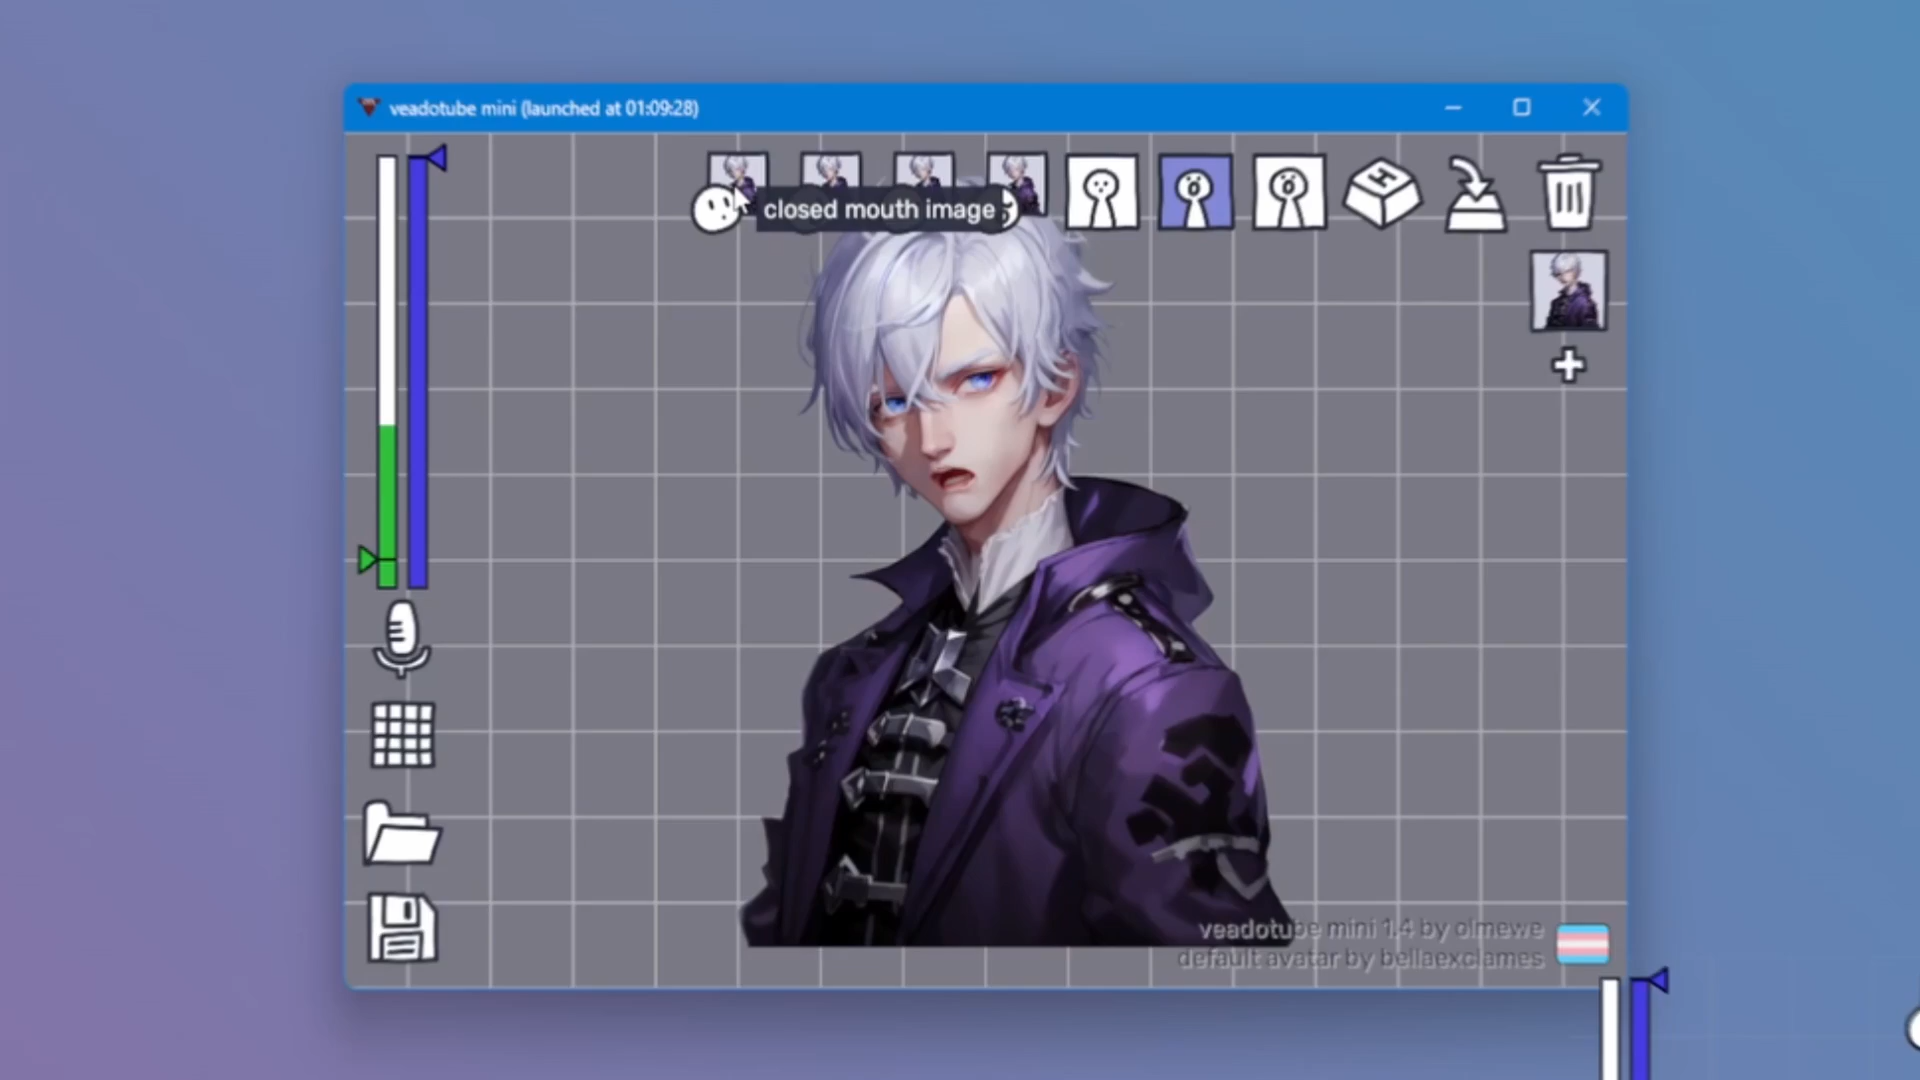 veadotube mini (launched at 01:09:28)
closed mouth image
veadotube mini 1.4 by olmewe
default avatar by bellaexclames